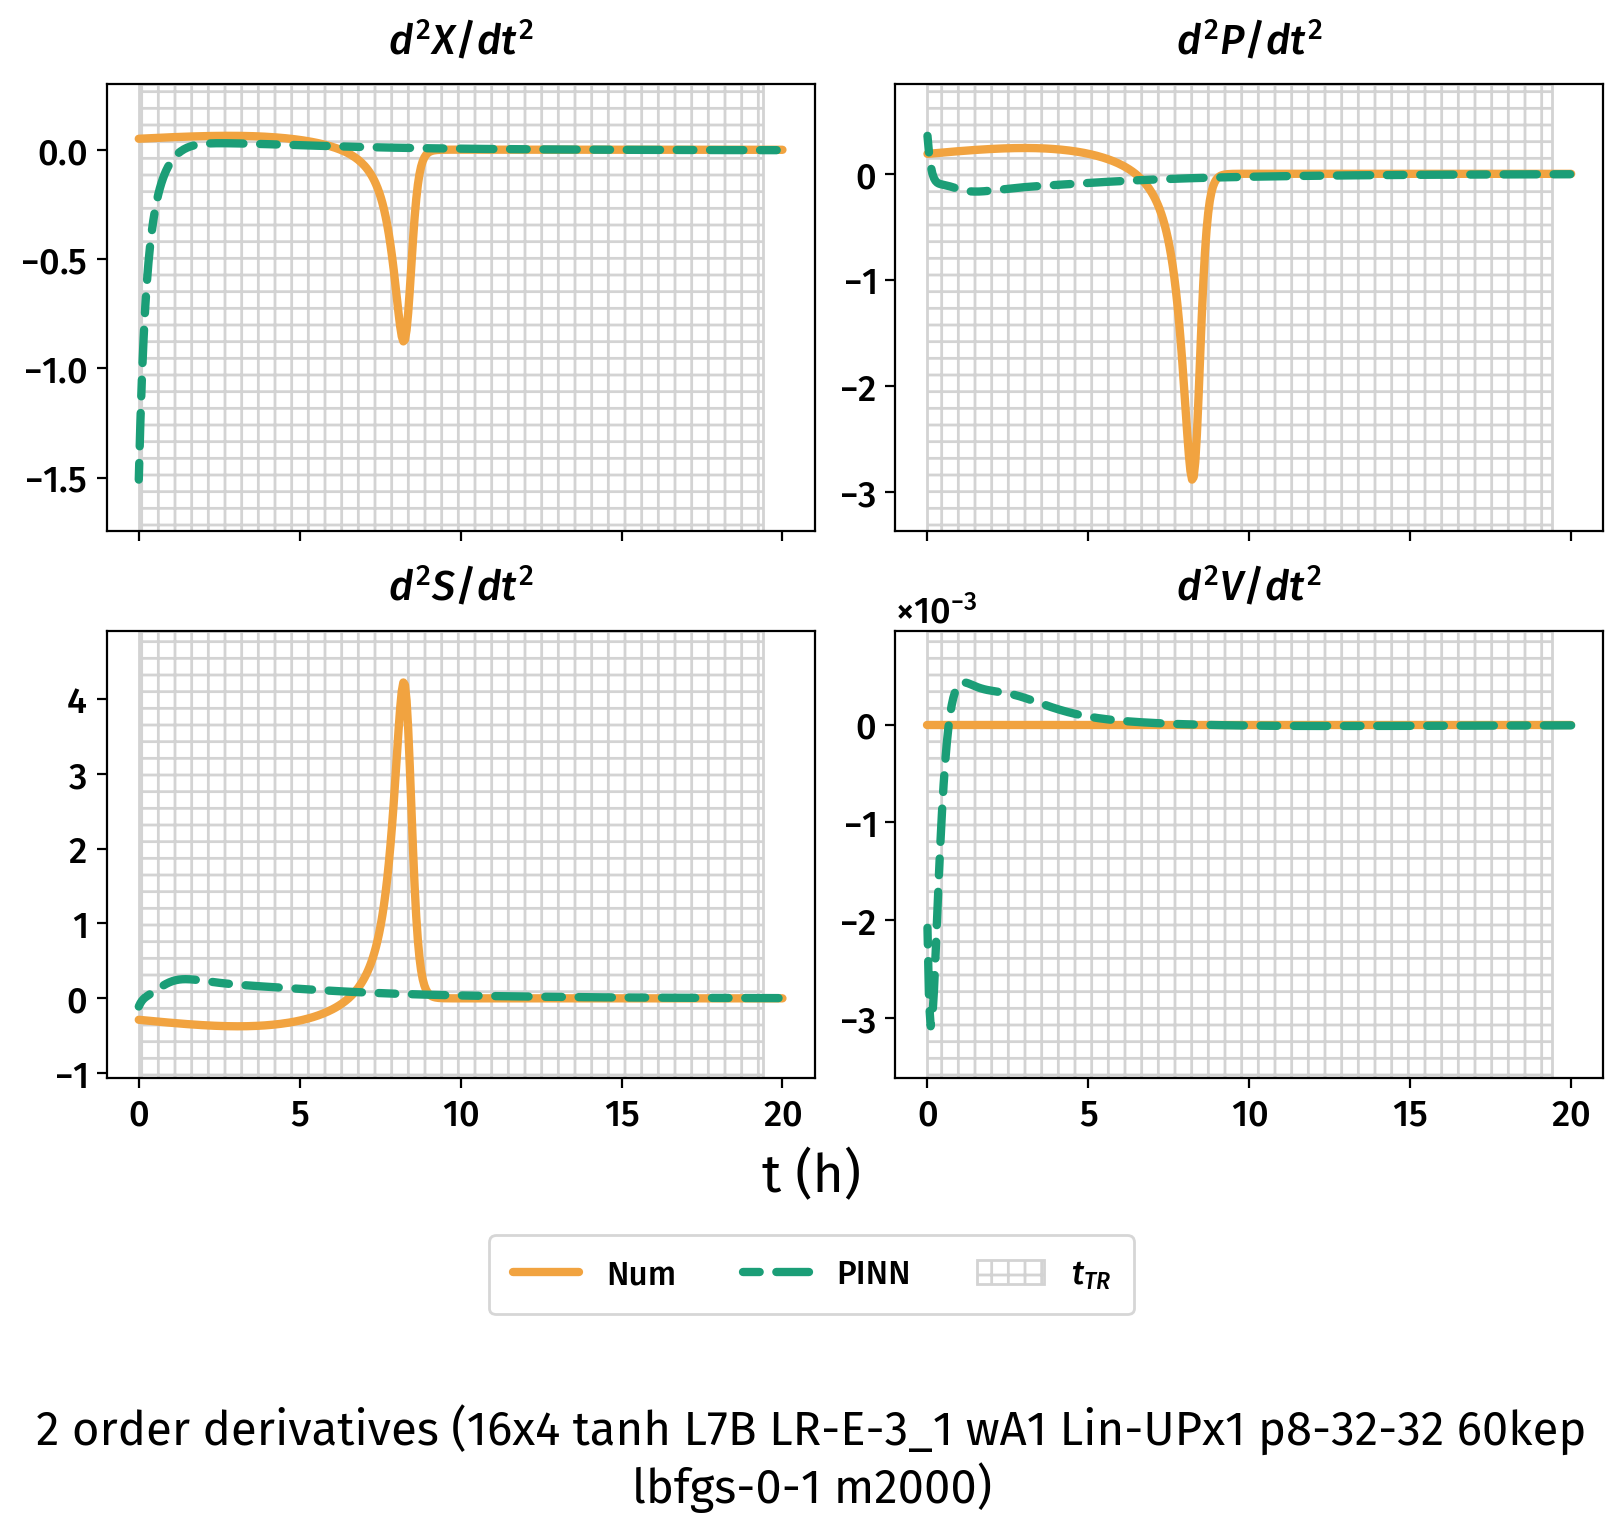 d²X/dt²
d²P/dt²
0.0
−0.5
−1.0
−1.5
0
−1
−2
−3
d²S/dt²
d²V/dt²
×10⁻³
4
3
2
1
0
−1
0
−1
−2
−3
0 5 10 15 20
0 5 10 15 20
t (h)
Num PINN t_TR
2 order derivatives (16x4 tanh L7B LR-E-3_1 wA1 Lin-UPx1 p8-32-32 60kep
lbfgs-0-1 m2000)